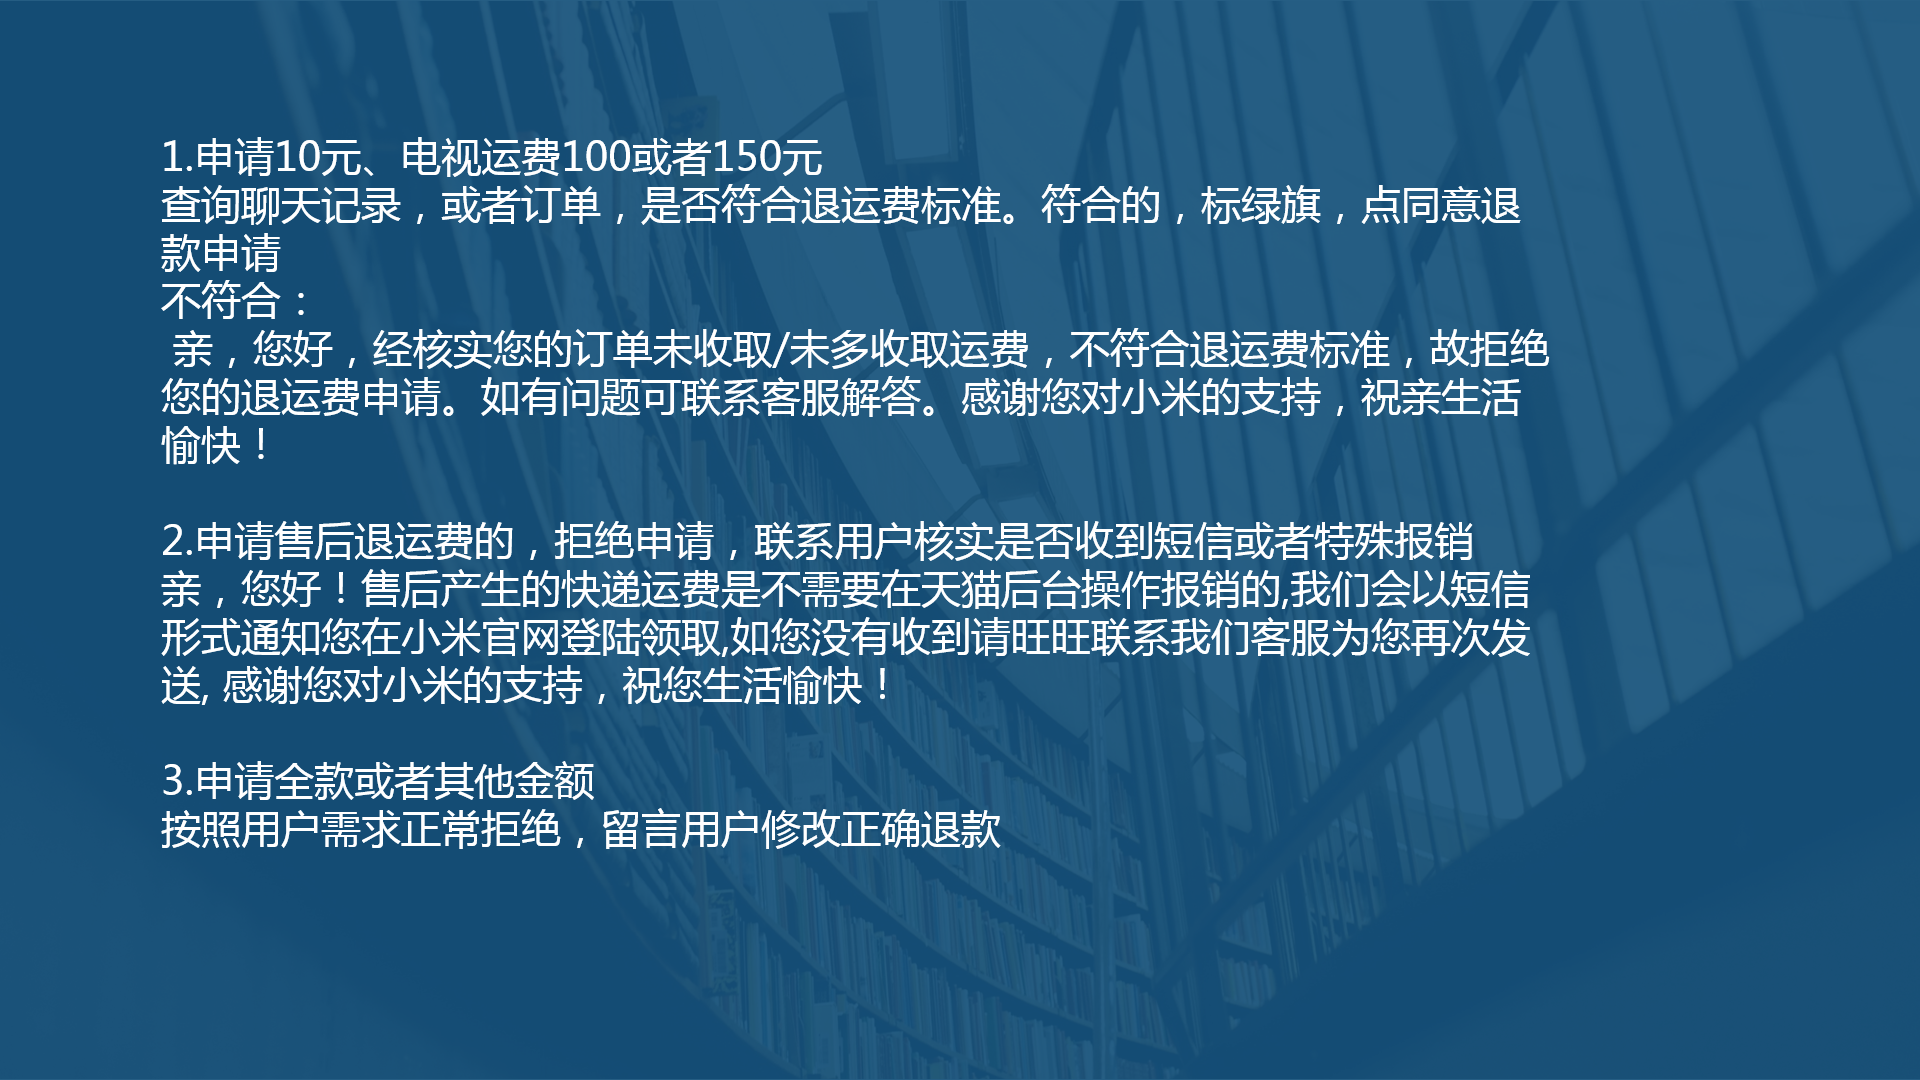 1.申请10元、电视运费100或者150元
查询聊天记录，或者订单，是否符合退运费标准。符合的，标绿旗，点同意退
款申请
不符合：
亲，您好，经核实您的订单未收取/未多收取运费，不符合退运费标准，故拒绝
您的退运费申请。如有问题可联系客服解答。感谢您对小米的支持，祝亲生活
愉快！
2.申请售后退运费的，拒绝申请，联系用户核实是否收到短信或者特殊报销
亲，您好！售后产生的快递运费是不需要在天猫后台操作报销的,我们会以短信
形式通知您在小米官网登陆领取,如您没有收到请旺旺联系我们客服为您再次发
送, 感谢您对小米的支持，祝您生活愉快！
3.申请全款或者其他金额
按照用户需求正常拒绝，留言用户修改正确退款